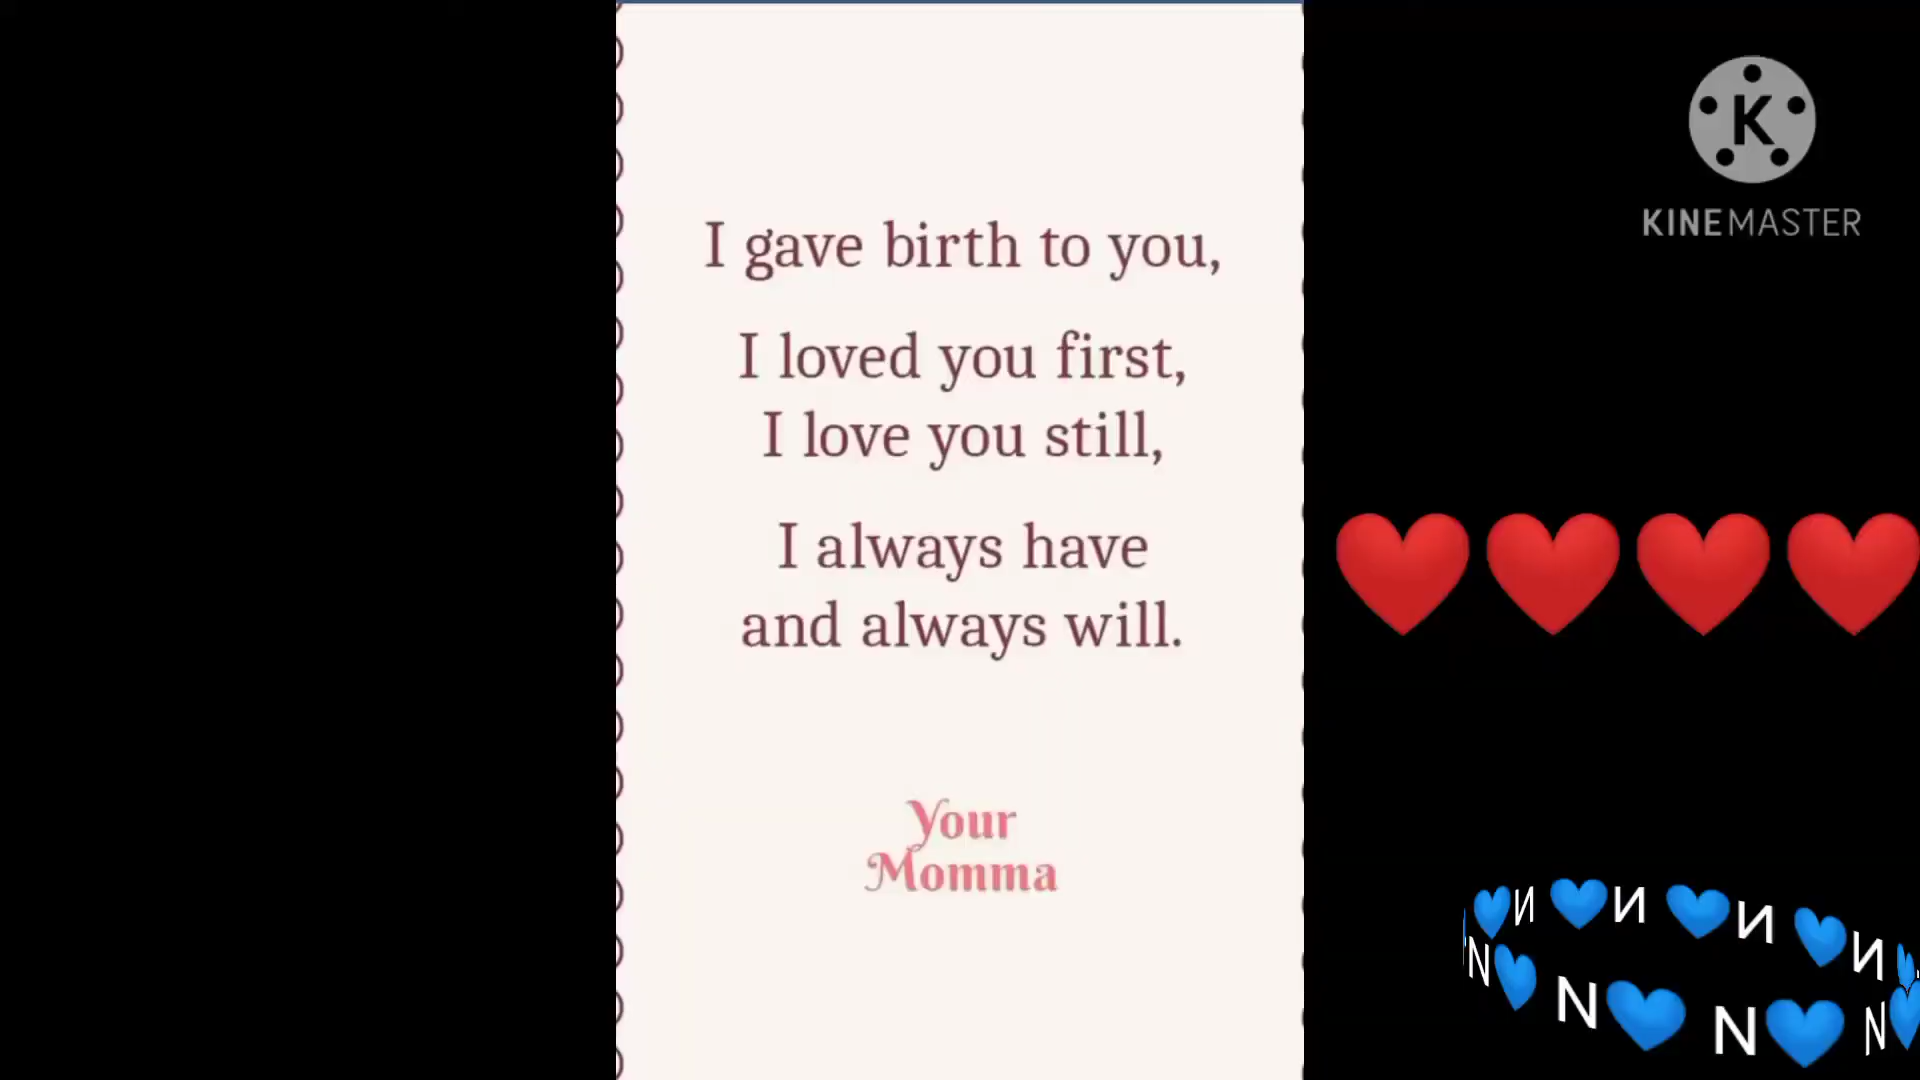 I gave birth to you,
I loved you first,
I love you still,
I always have
and always will.
Your
Momma
K
KINEMASTER
N N N N
N N N N